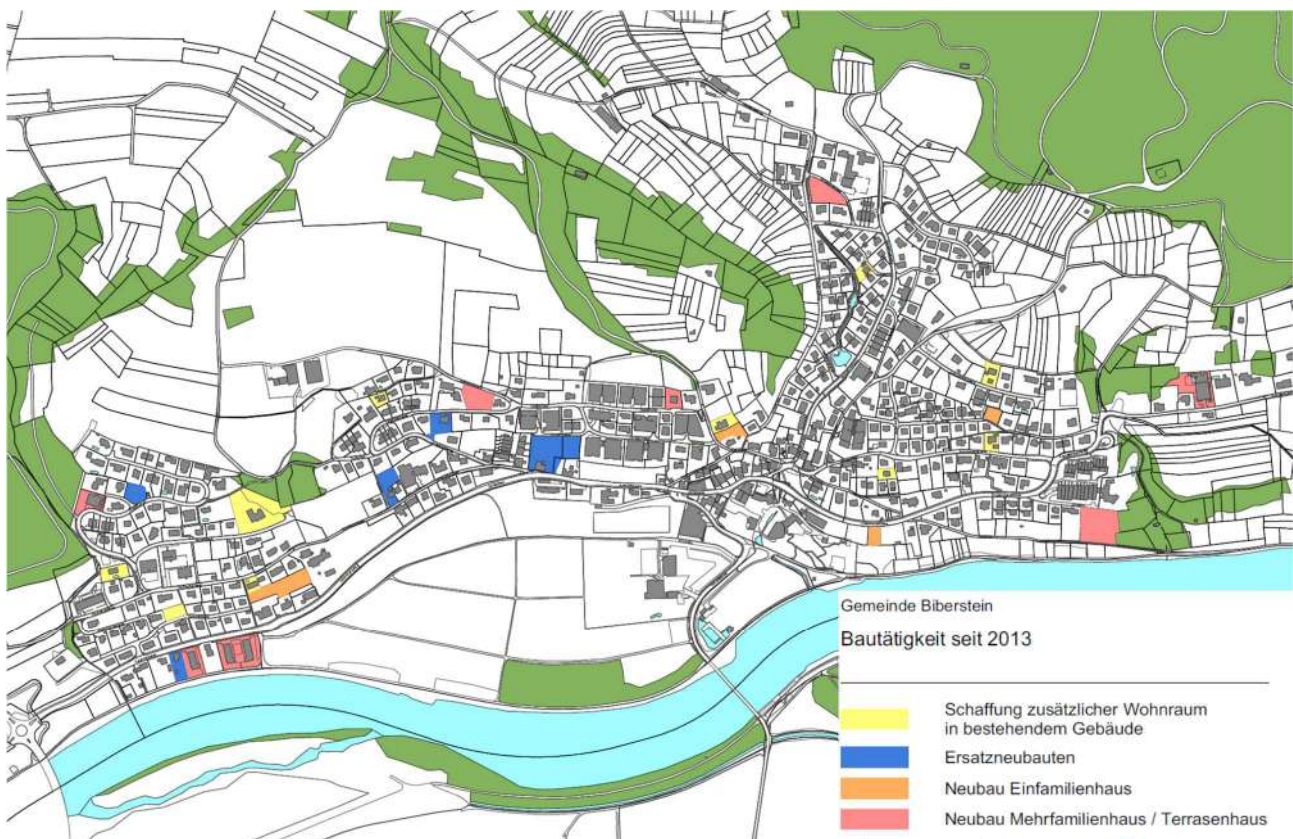 Gemeinde Biberstein
Bautätigkeit seit 2013
Schaffung zusätzlicher Wohnraum
in bestehendem Gebäude
Ersatzneubauten
Neubau Einfamilienhaus
Neubau Mehrfamilienhaus / Terrasenhaus